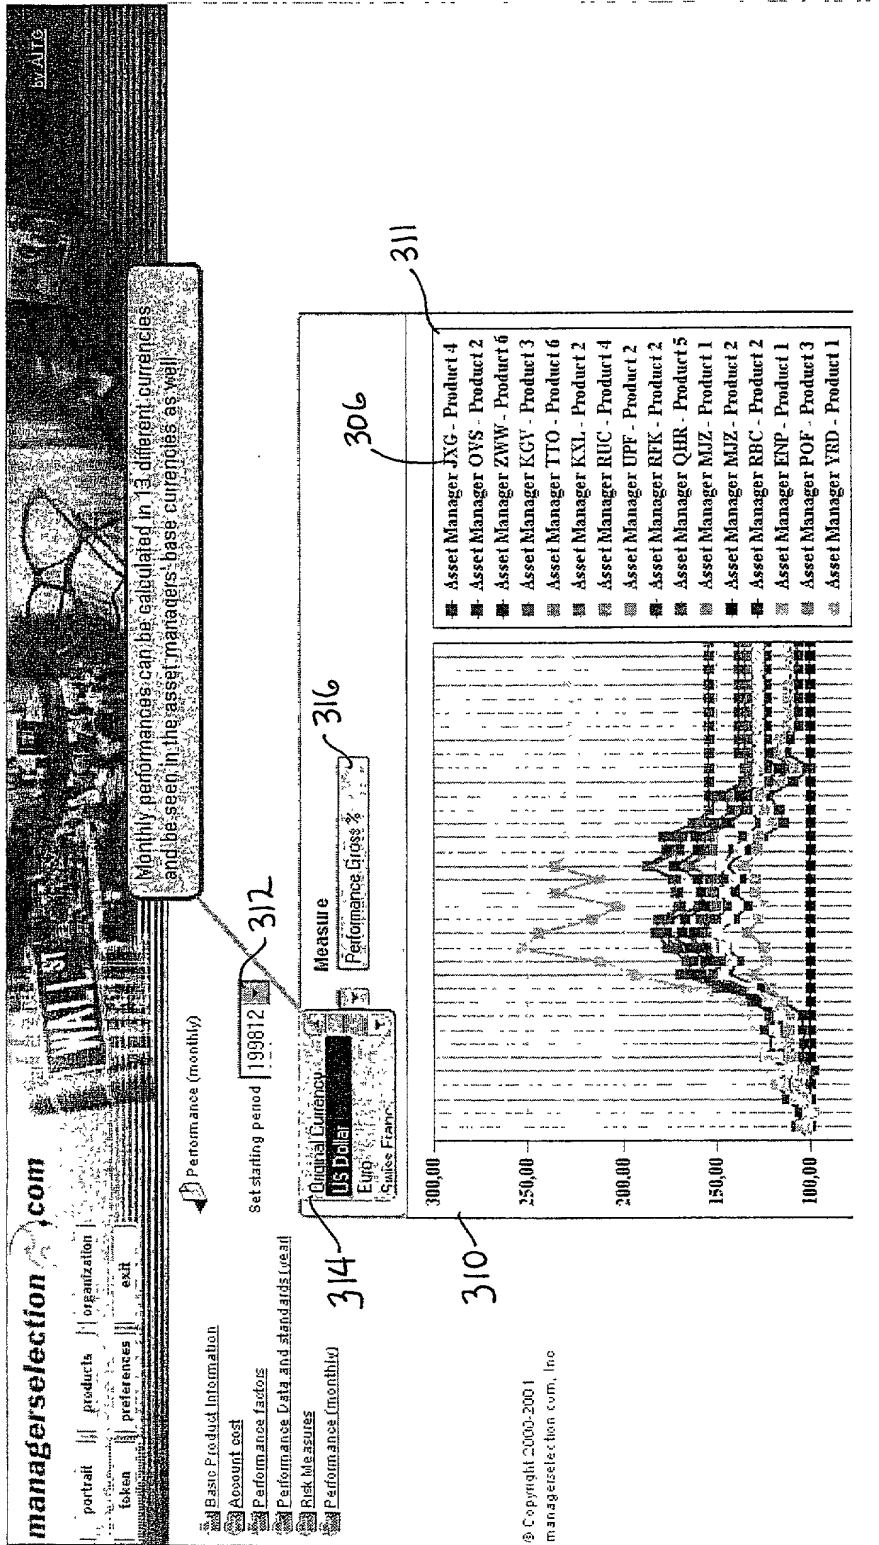 managerselection.com
by AITG
portrait
products
organization
token
preferences
exit
WALL ST
Monthly performances can be calculated in 13 different currencies
and be seen in the asset managers' base currencies as well
Basic Product Information
Account cost
Performance factors
Performance Data and standards (year)
Risk Measures
Performance (monthly)
Performance (monthly)
Set starting period 199812
312
314
Original Currency
US Dollar
Euro
Swiss Franc
Measure
Performance Gross %
316
310
300,00
250,00
200,00
150,00
100,00
306
311
Asset Manager JXG - Product 4
Asset Manager OVS - Product 2
Asset Manager ZWW - Product 6
Asset Manager KGV - Product 3
Asset Manager TTO - Product 6
Asset Manager KXL - Product 2
Asset Manager RUC - Product 4
Asset Manager UPF - Product 2
Asset Manager RFK - Product 2
Asset Manager QHR - Product 5
Asset Manager MJZ - Product 1
Asset Manager MJZ - Product 2
Asset Manager RBC - Product 2
Asset Manager ENP - Product 1
Asset Manager POF - Product 3
Asset Manager YRD - Product 1
© Copyright 2000-2001
managerselection.com, Inc